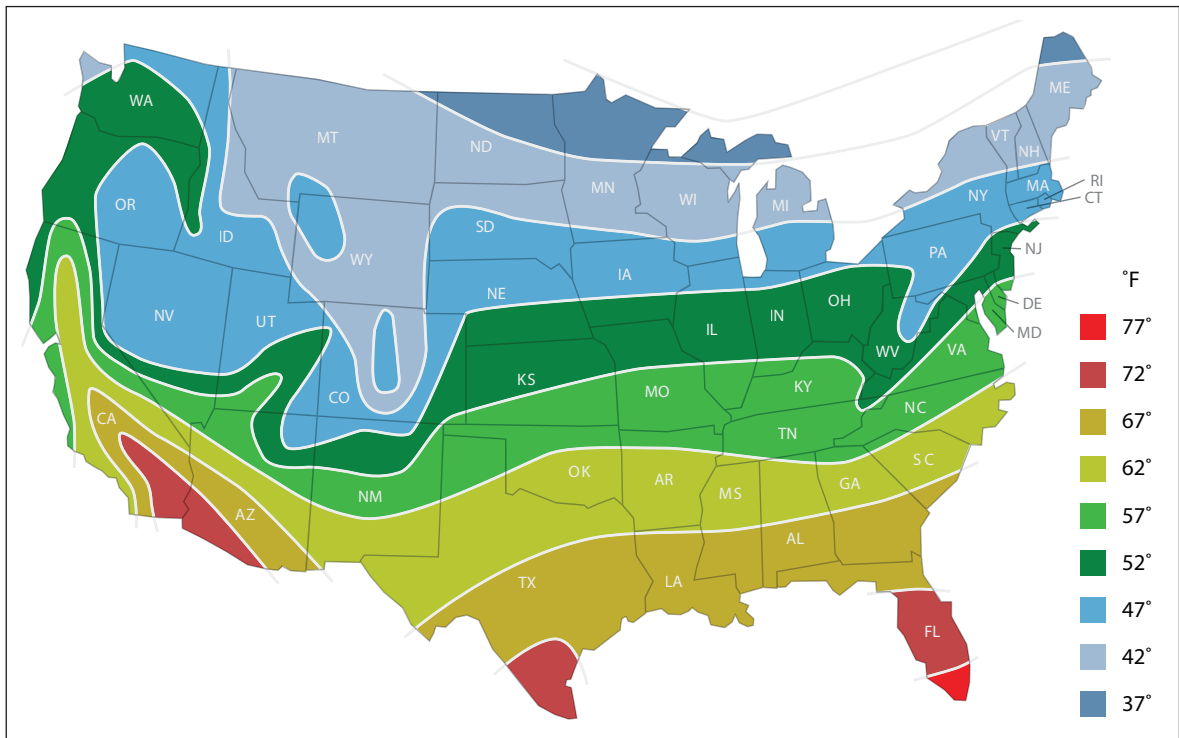 WA
MT
ND
ME
VT
NH
MN
WI
MI
NY
MA
RI
CT
OR
ID
SD
WY
IA
PA
NJ
NE
NV
UT
OH
IN
IL
DE
MD
WV
VA
KS
CO
MO
KY
CA
NC
TN
OK
AR
SC
MS
GA
NM
AZ
AL
TX
LA
FL
˚F
77˚
72˚
67˚
62˚
57˚
52˚
47˚
42˚
37˚